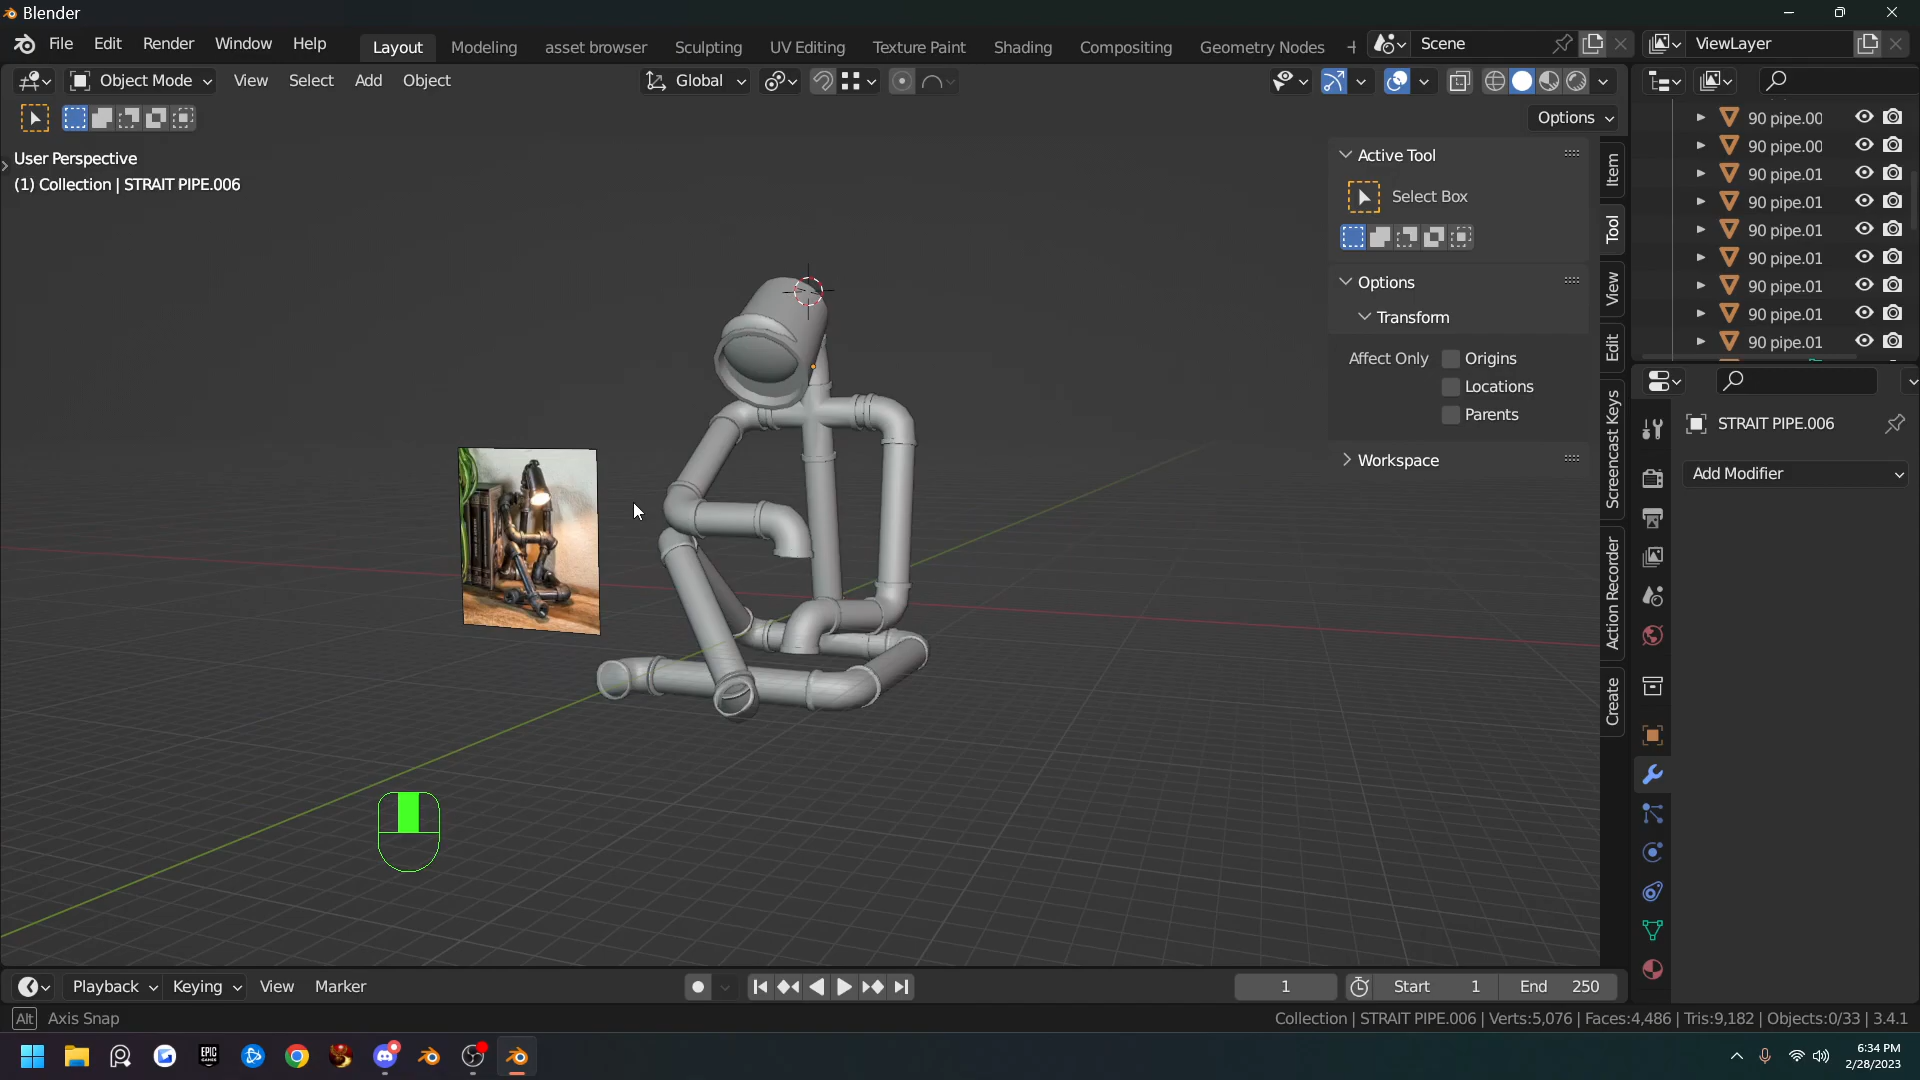 Blender
File Edit Render Window Help
Layout Modeling asset browser Sculpting UV Editing Texture Paint Shading Compositing Geometry Nodes
Scene
ViewLayer
Object Mode View Select Add Object
Global
Options
User Perspective
(1) Collection | STRAIT PIPE.006
Active Tool
Select Box
Options
Transform
Affect Only Origins
Locations
Parents
Workspace
Item
Tool
View
Edit
Screencast Keys
Action Recorder
Create
90 pipe.00
90 pipe.00
90 pipe.01
90 pipe.01
90 pipe.01
90 pipe.01
90 pipe.01
90 pipe.01
90 pipe.01
STRAIT PIPE.006
Add Modifier
Playback Keying View Marker
1
Start 1
End 250
Alt Axis Snap
Collection | STRAIT PIPE.006 | Verts:5,076 | Faces:4,486 | Tris:9,182 | Objects:0/33 | 3.4.1
EPIC GAMES
6:34 PM
2/28/2023